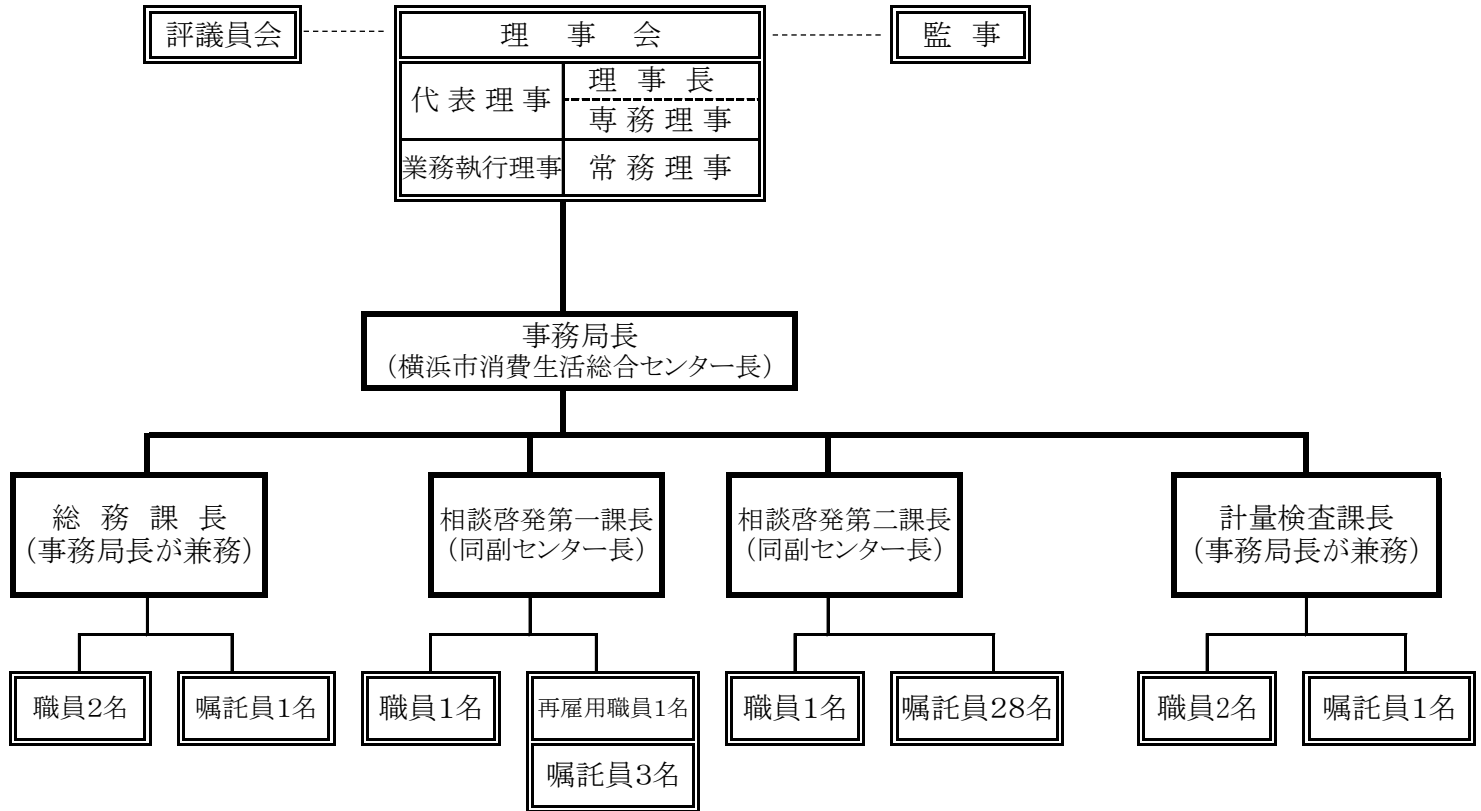 評議員会
理事会
監事
代表理事
理事長
専務理事
業務執行理事
常務理事
事務局長
(横浜市消費生活総合センター長)
総務課長
(事務局長が兼務)
相談啓発第一課長
(同副センター長)
相談啓発第二課長
(同副センター長)
計量検査課長
(事務局長が兼務)
職員2名
嘱託員1名
職員1名
再雇用職員1名
嘱託員3名
職員1名
嘱託員28名
職員2名
嘱託員1名